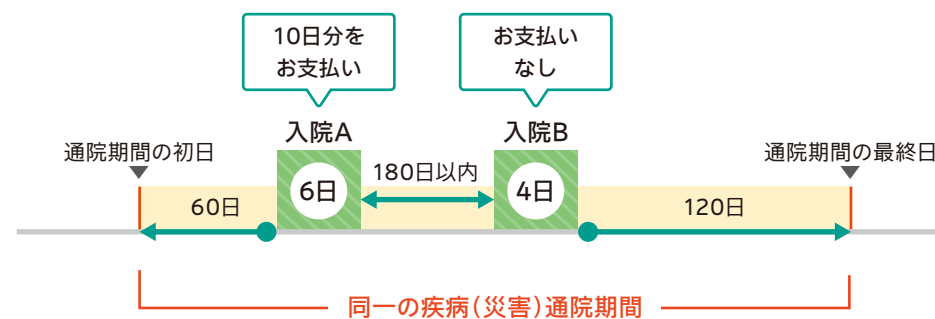 10日分を
お支払い
お支払い
なし
入院A
入院B
通院期間の初日
通院期間の最終日
6日
180日以内
4日
60日
120日
同一の疾病(災害)通院期間